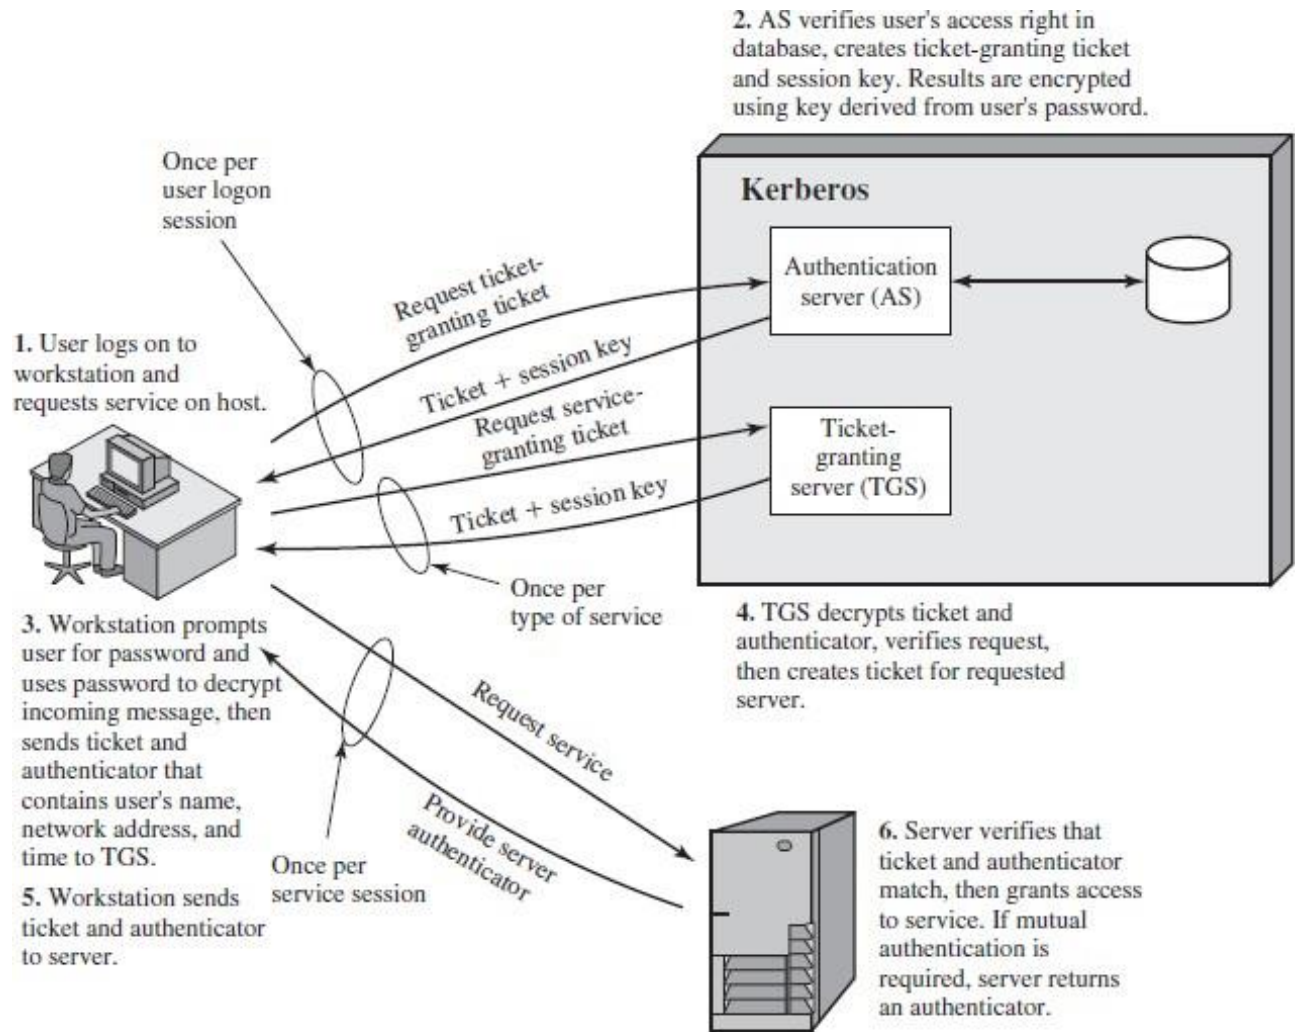 2. AS verifies user's access right in
database, creates ticket-granting ticket
and session key. Results are encrypted
using key derived from user's password.
Once per
user logon
session
Kerberos
Authentication
server (AS)
Request ticket-
granting ticket
1. User logs on to
workstation and
requests service on host.
Ticket + session key
Request service-
granting ticket
Ticket-
granting
server (TGS)
Ticket + session key
Once per
type of service
3. Workstation prompts
user for password and
uses password to decrypt
incoming message, then
sends ticket and
authenticator that
contains user's name,
network address, and
time to TGS.
4. TGS decrypts ticket and
authenticator, verifies request,
then creates ticket for requested
server.
Request service
Provide server
authenticator
Once per
service session
5. Workstation sends
ticket and authenticator
to server.
6. Server verifies that
ticket and authenticator
match, then grants access
to service. If mutual
authentication is
required, server returns
an authenticator.